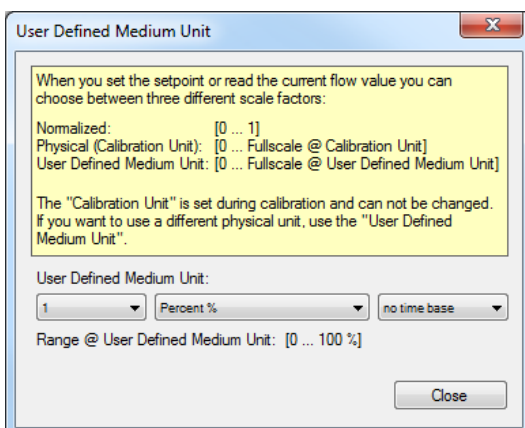 User Defined Medium Unit
When you set the setpoint or read the current flow value you can
choose between three different scale factors:
Normalized: [0 ... 1]
Physical (Calibration Unit): [0 ... Fullscale @ Calibration Unit]
User Defined Medium Unit: [0 ... Fullscale @ User Defined Medium Unit]
The "Calibration Unit" is set during calibration and can not be changed.
If you want to use a different physical unit, use the "User Defined
Medium Unit".
User Defined Medium Unit:
1 Percent % no time base
Range @ User Defined Medium Unit: [0 ... 100 %]
Close